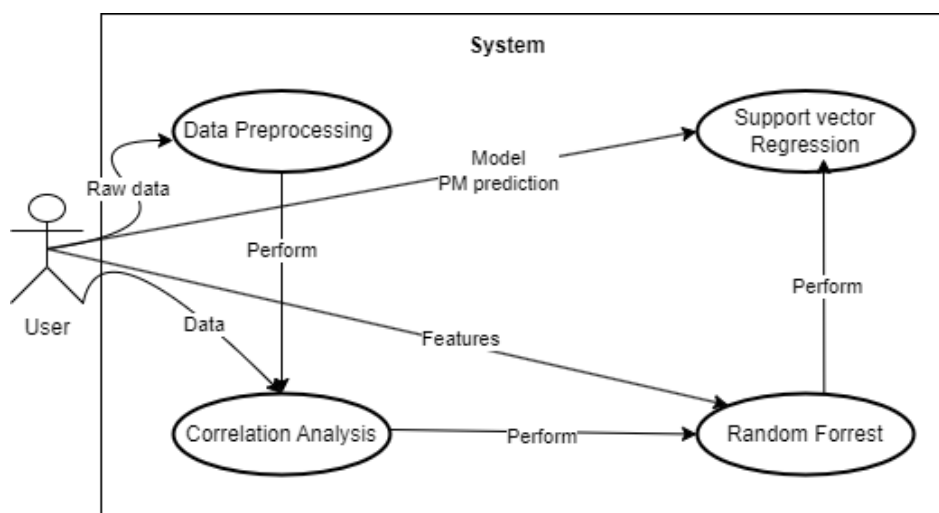 System
Data Preprocessing
Support vector
Regression
Model
PM prediction
Raw data
Perform
Perform
User
Data
Features
Correlation Analysis
Perform
Random Forrest